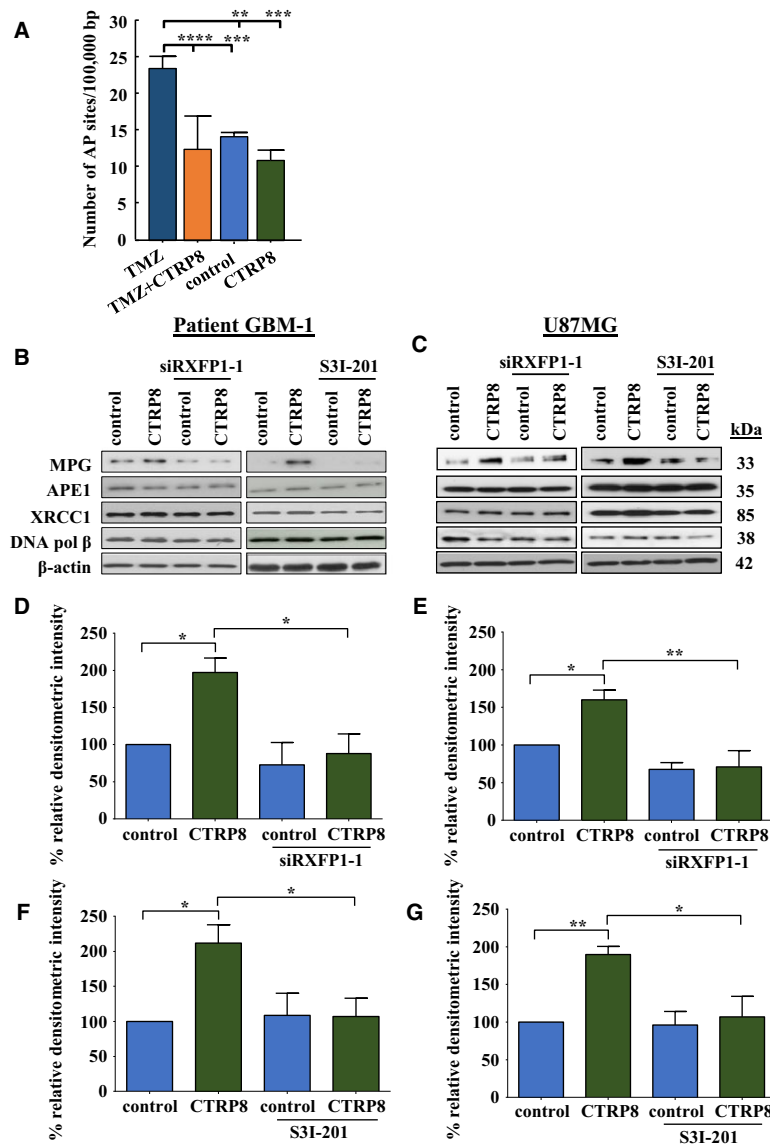 A
** ***
**** ***
Number of AP sites/100,000 bp
30
25
20
15
10
5
0
TMZ
TMZ+CTRP8
control
CTRP8
Patient GBM-1
U87MG
B
siRXFP1-1
S3I-201
control CTRP8 control CTRP8 control CTRP8 control CTRP8
MPG
APE1
XRCC1
DNA pol β
β-actin
C
siRXFP1-1
S3I-201
control CTRP8 control CTRP8 control CTRP8 control CTRP8
kDa
33
35
85
38
42
D
% relative densitometric intensity
250
200
150
100
50
0
* *
control CTRP8 control CTRP8
siRXFP1-1
E
% relative densitometric intensity
250
200
150
100
50
0
* **
control CTRP8 control CTRP8
siRXFP1-1
F
% relative densitometric intensity
250
200
150
100
50
0
* *
control CTRP8 control CTRP8
S3I-201
G
% relative densitometric intensity
250
200
150
100
50
0
** *
control CTRP8 control CTRP8
S3I-201